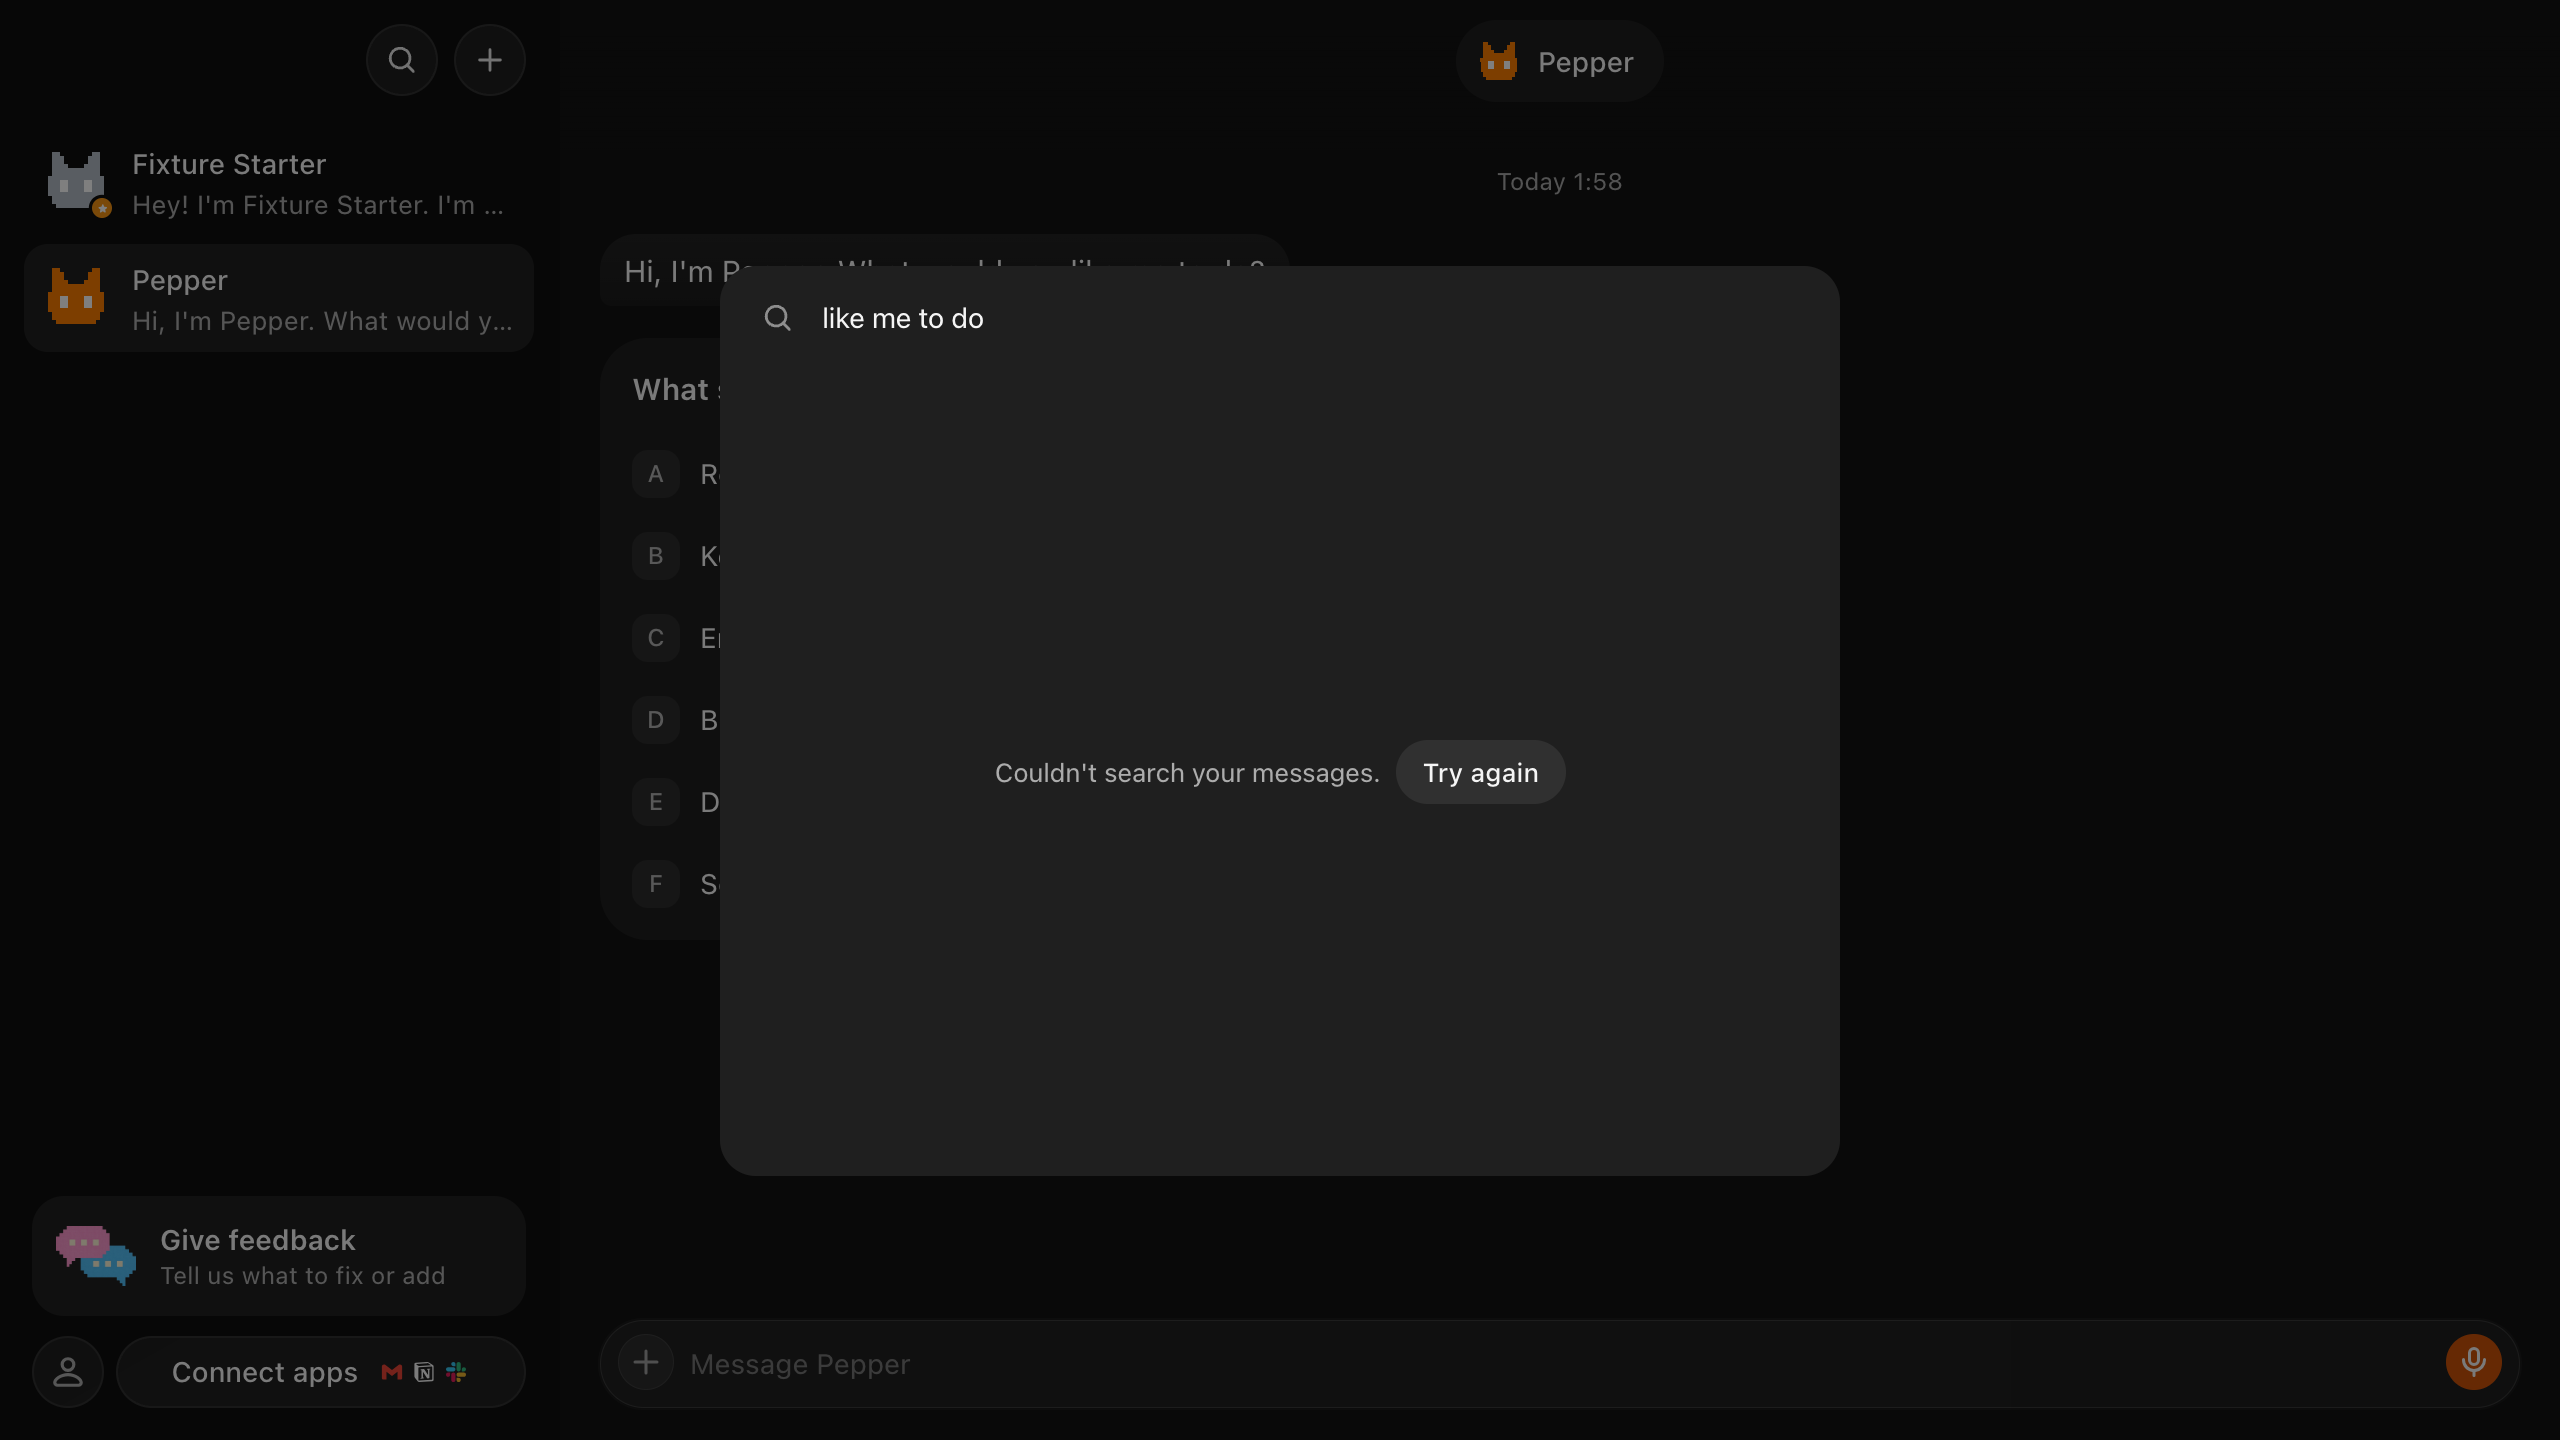 Pepper
Fixture Starter
Hey! I'm Fixture Starter. I'm ...
Pepper
Hi, I'm Pepper. What would y...
Today 1:58
Hi, I'm
like me to do
What
A
B
C
D
E
F
Couldn't search your messages. Try again
Give feedback
Tell us what to fix or add
Connect apps
Message Pepper